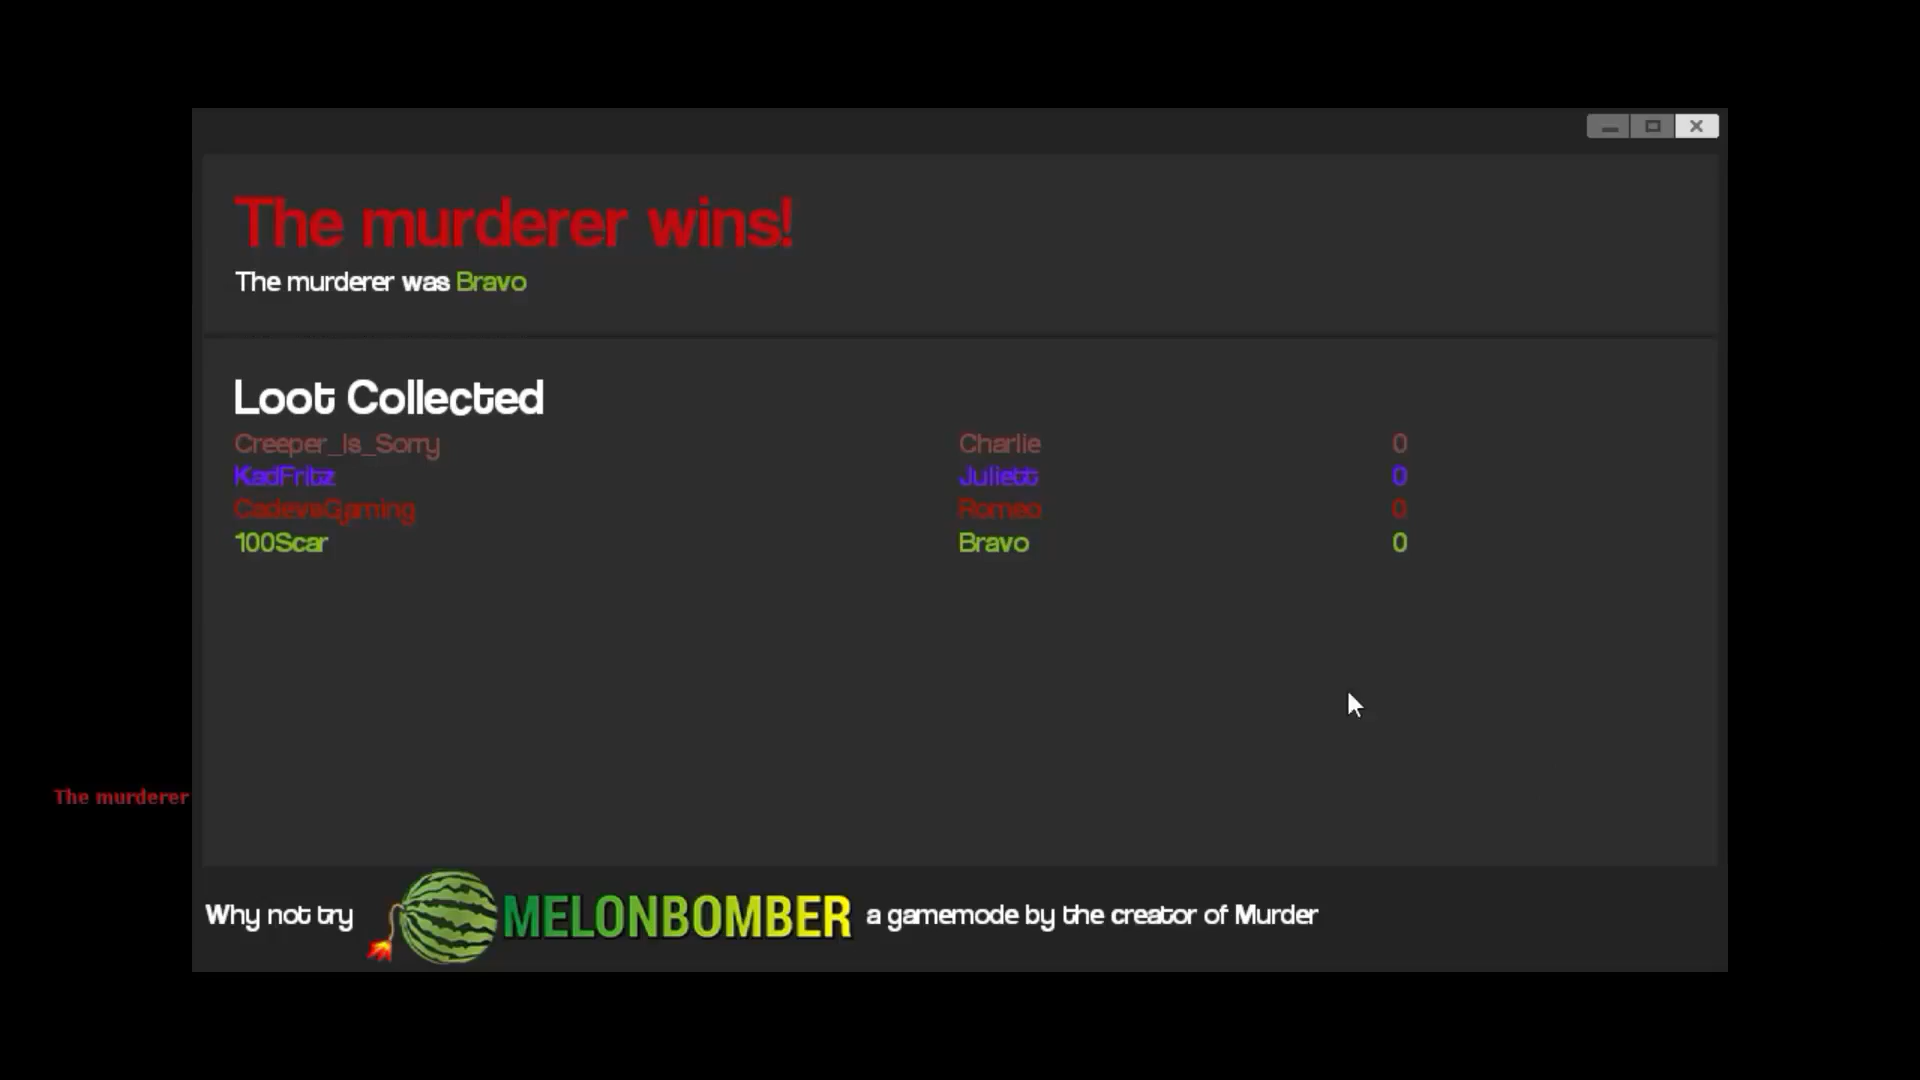 The murderer wins!
The murderer was Bravo
Loot Collected
Creeper_Is_Sorry Charlie 0
KadFritz Juliett 0
CadevsGaming Romeo 0
100Scar Bravo 0
The murderer
Why not try MELONBOMBER a gamemode by the creator of Murder